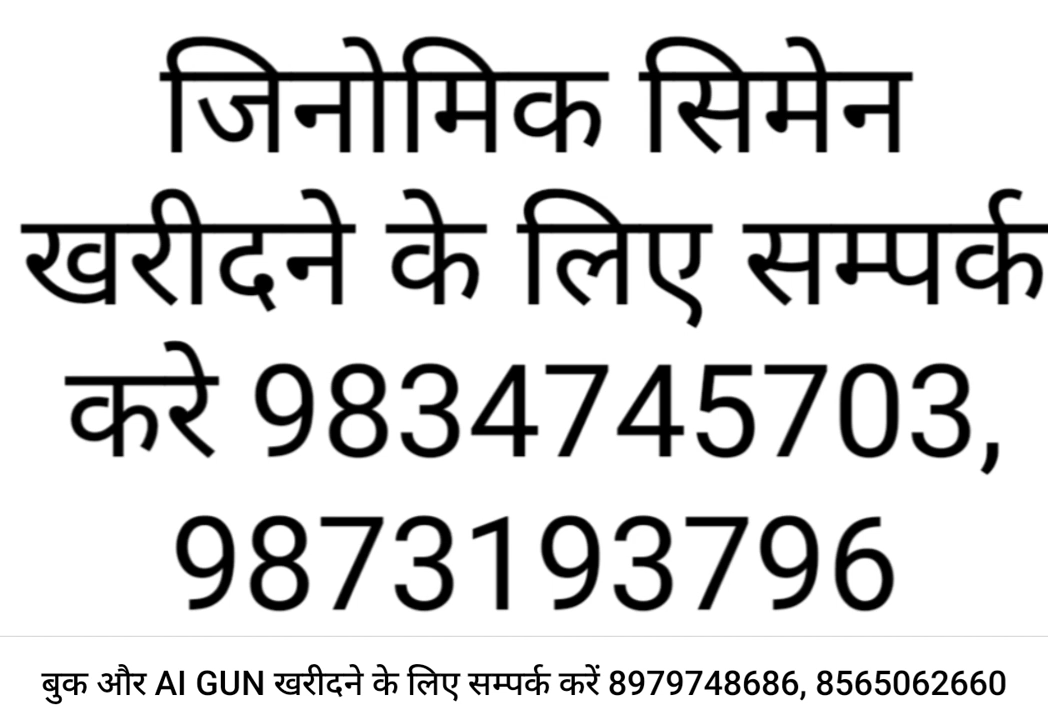 जिनोमिक सिमेन
खरीदने के लिए सम्पर्क
करे 9834745703,
9873193796
बुक और AI GUN खरीदने के लिए सम्पर्क करें 8979748686, 8565062660